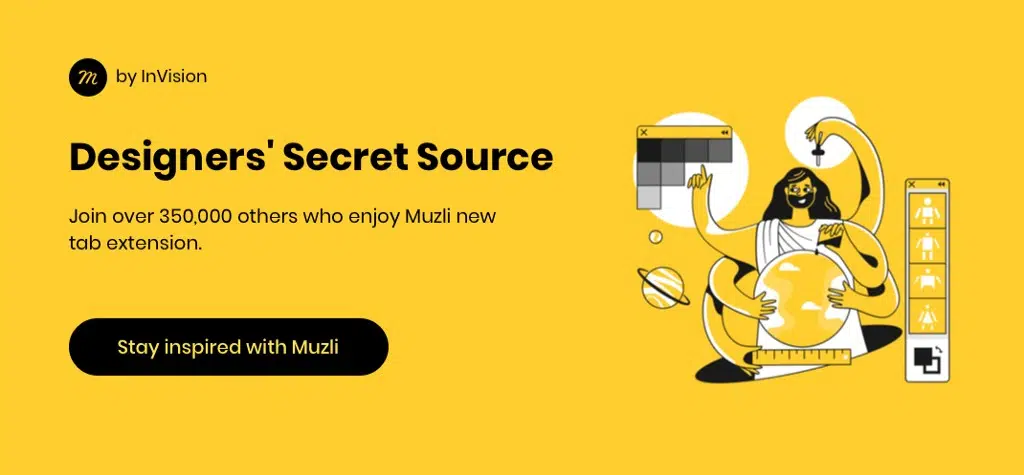 m by InVision
Designers' Secret Source
Join over 350,000 others who enjoy Muzli new
tab extension.
Stay inspired with Muzli